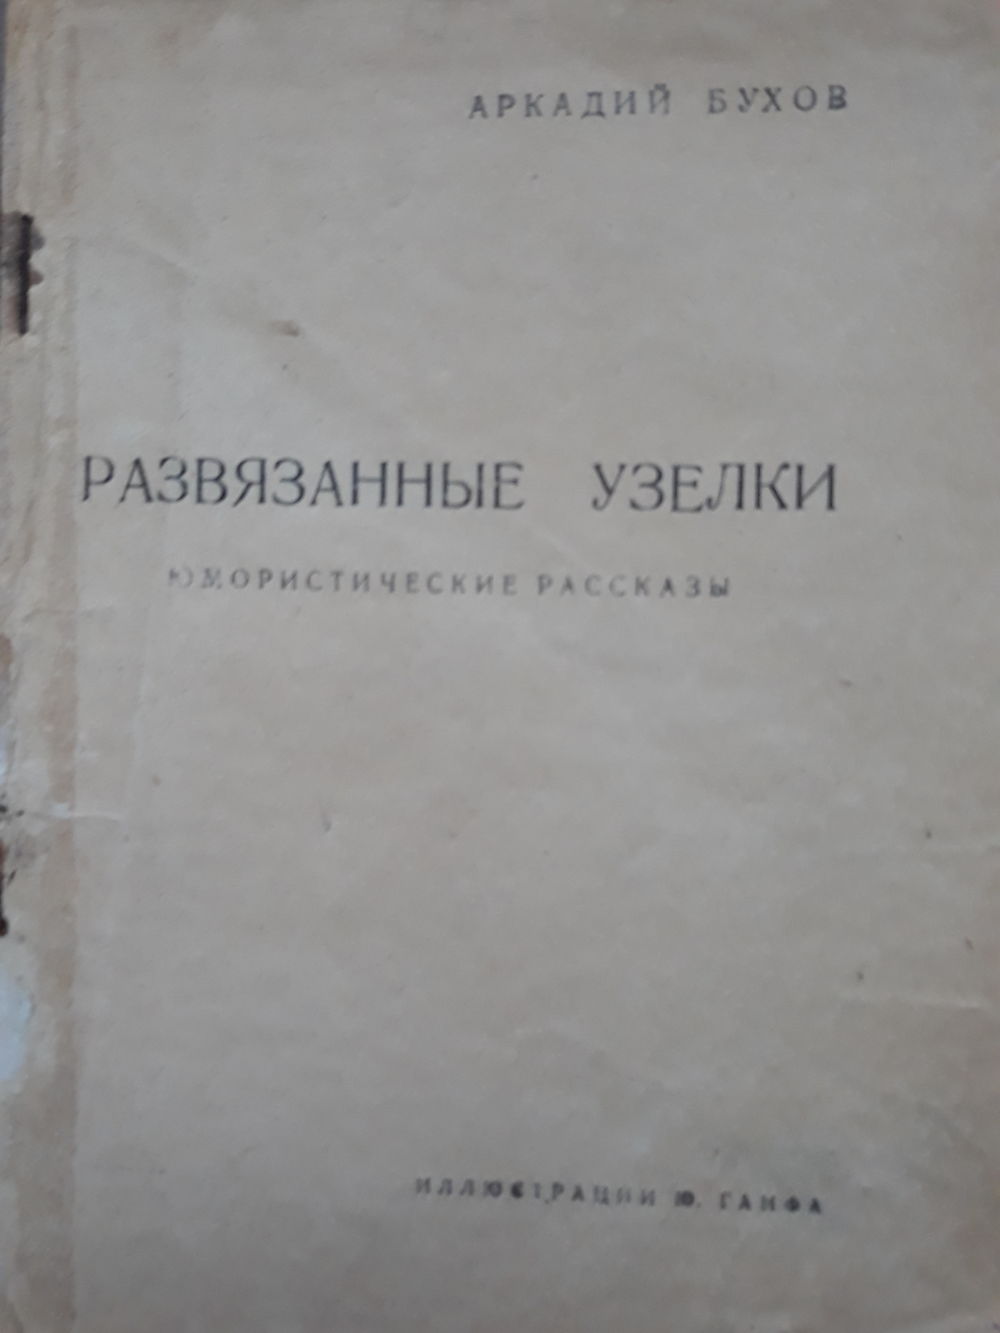 АРКАДИЙ БУХОВ
РАЗВЯЗАННЫЕ УЗЕЛКИ
ЮМОРИСТИЧЕСКИЕ РАССКАЗЫ
ИЛЛЮСТРАЦИИ Ю. ГАНФА